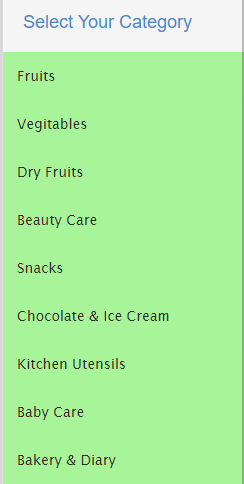 Select Your Category
Fruits
Vegitables
Dry Fruits
Beauty Care
Snacks
Chocolate & Ice Cream
Kitchen Utensils
Baby Care
Bakery & Diary